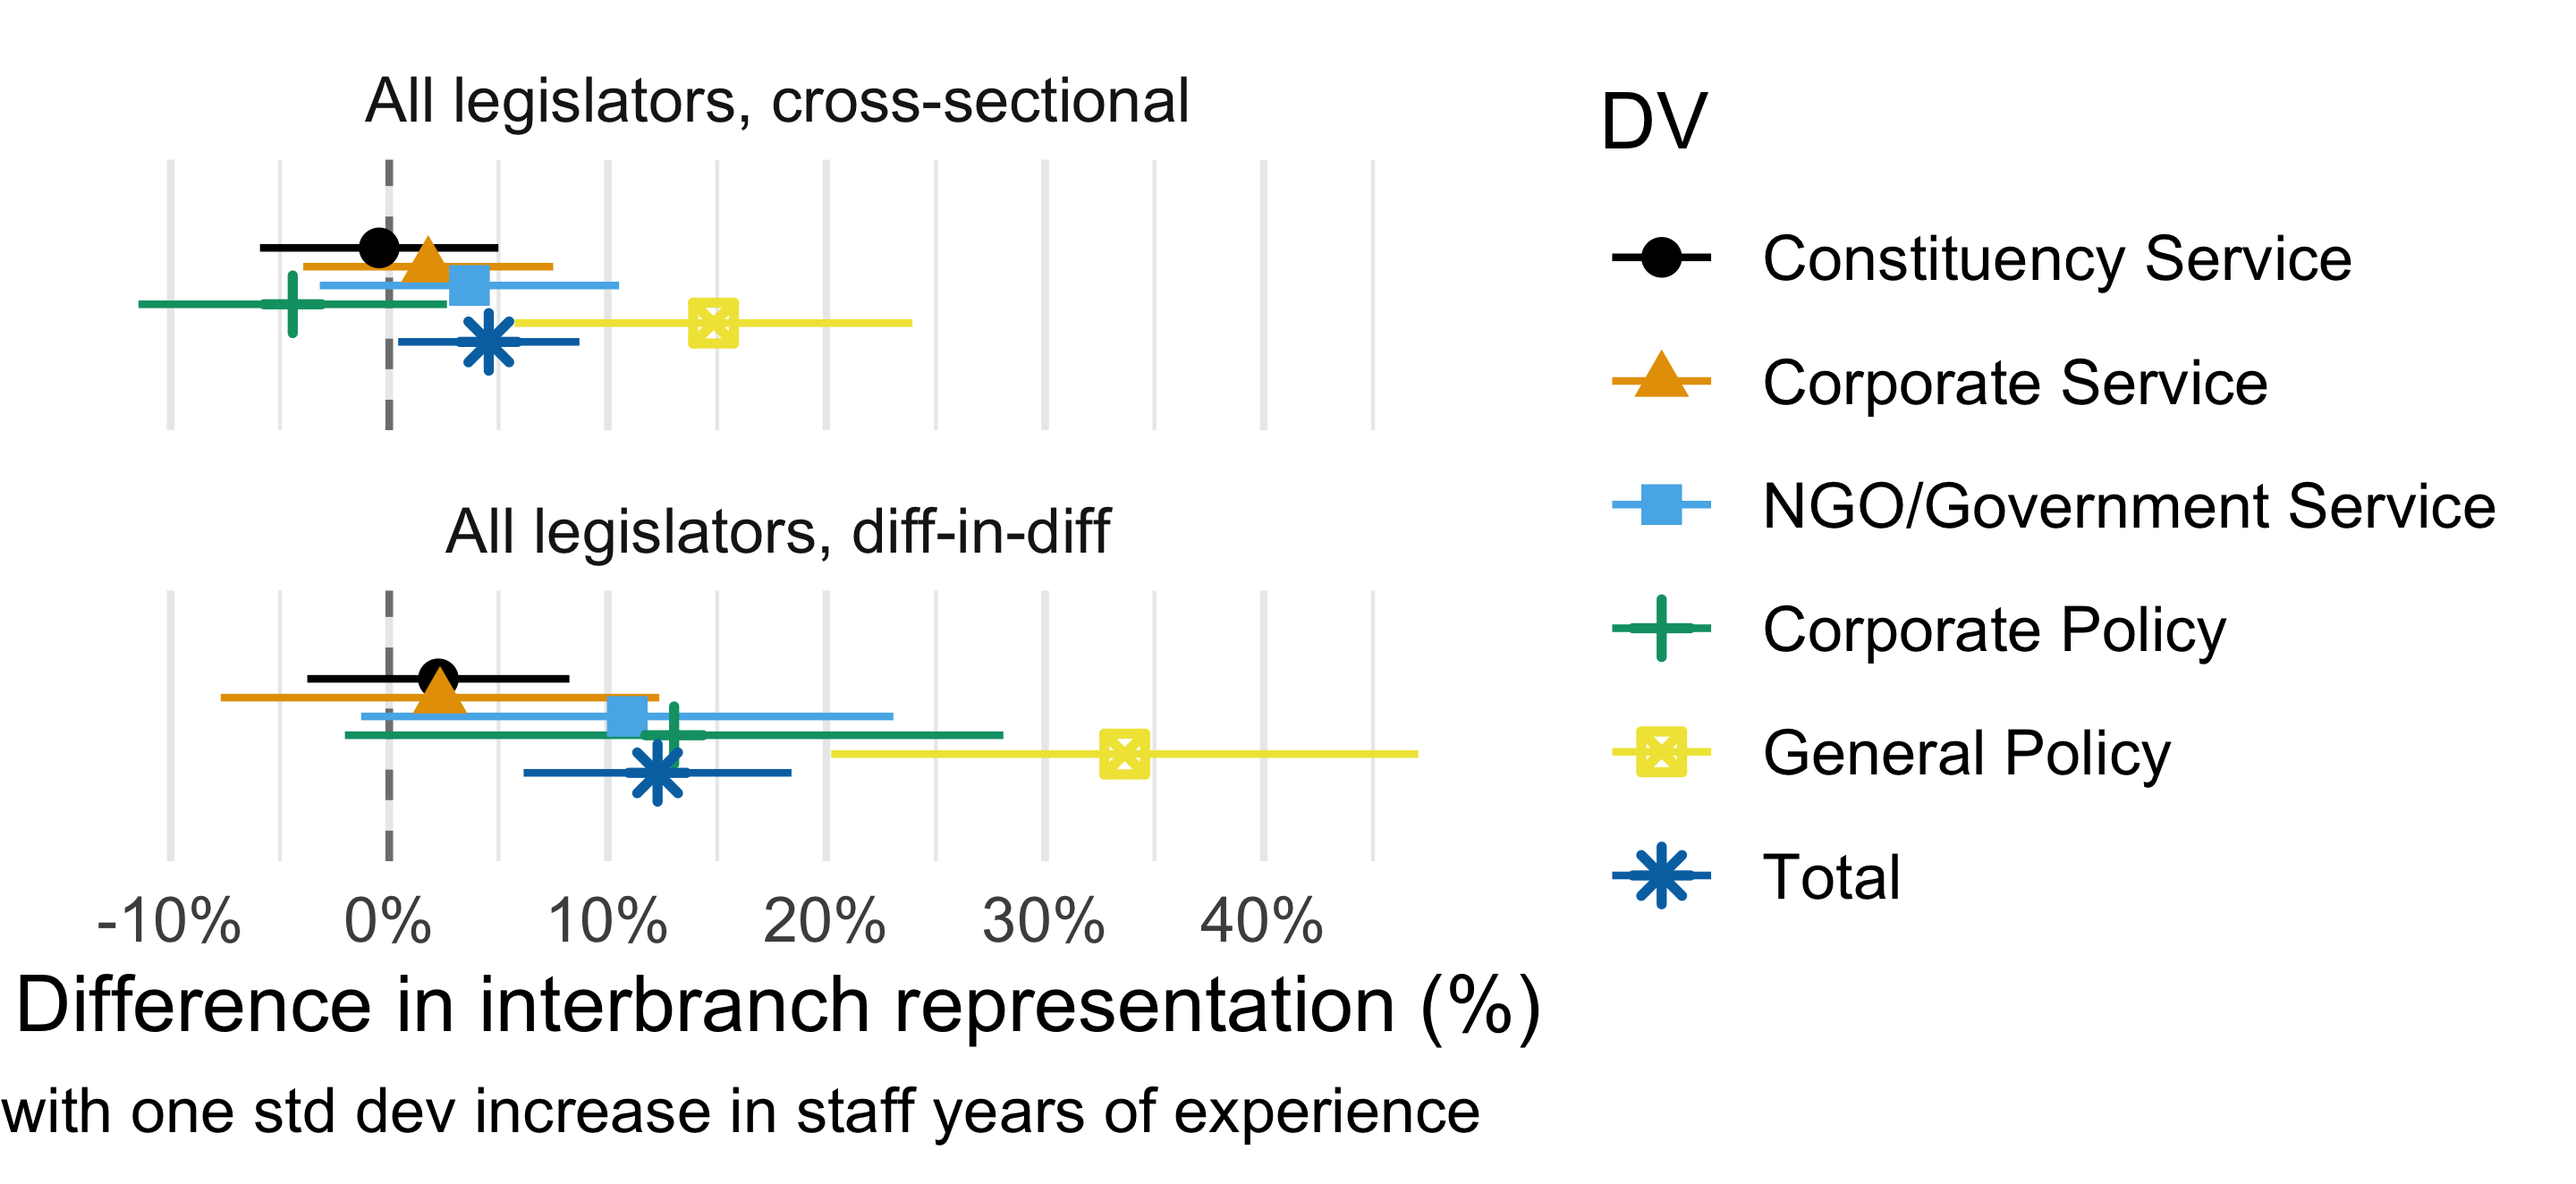 All legislators, cross-sectional
All legislators, diff-in-diff
-10% 0% 10% 20% 30% 40%
Difference in interbranch representation (%)
with one std dev increase in staff years of experience
DV
Constituency Service
Corporate Service
NGO/Government Service
Corporate Policy
General Policy
Total